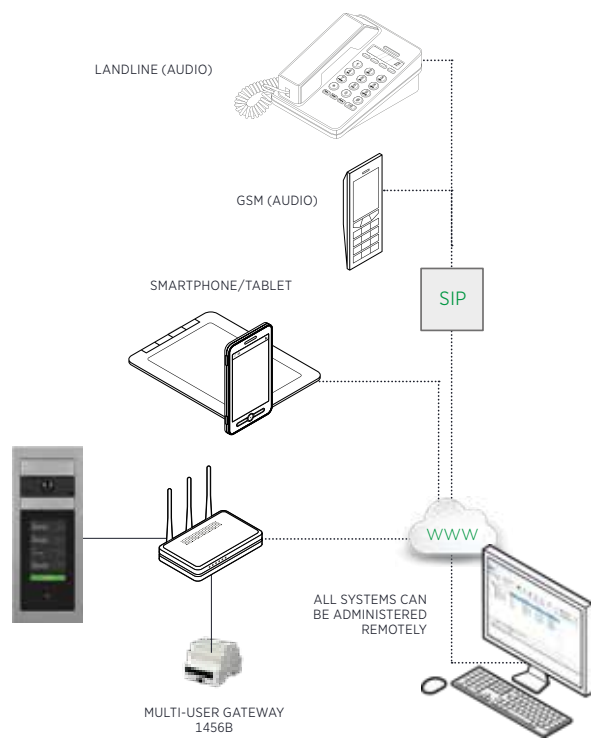 LANDLINE (AUDIO)
GSM (AUDIO)
SIP
SMARTPHONE/TABLET
WWW
ALL SYSTEMS CAN
BE ADMINISTERED
REMOTELY
MULTI-USER GATEWAY
1456B